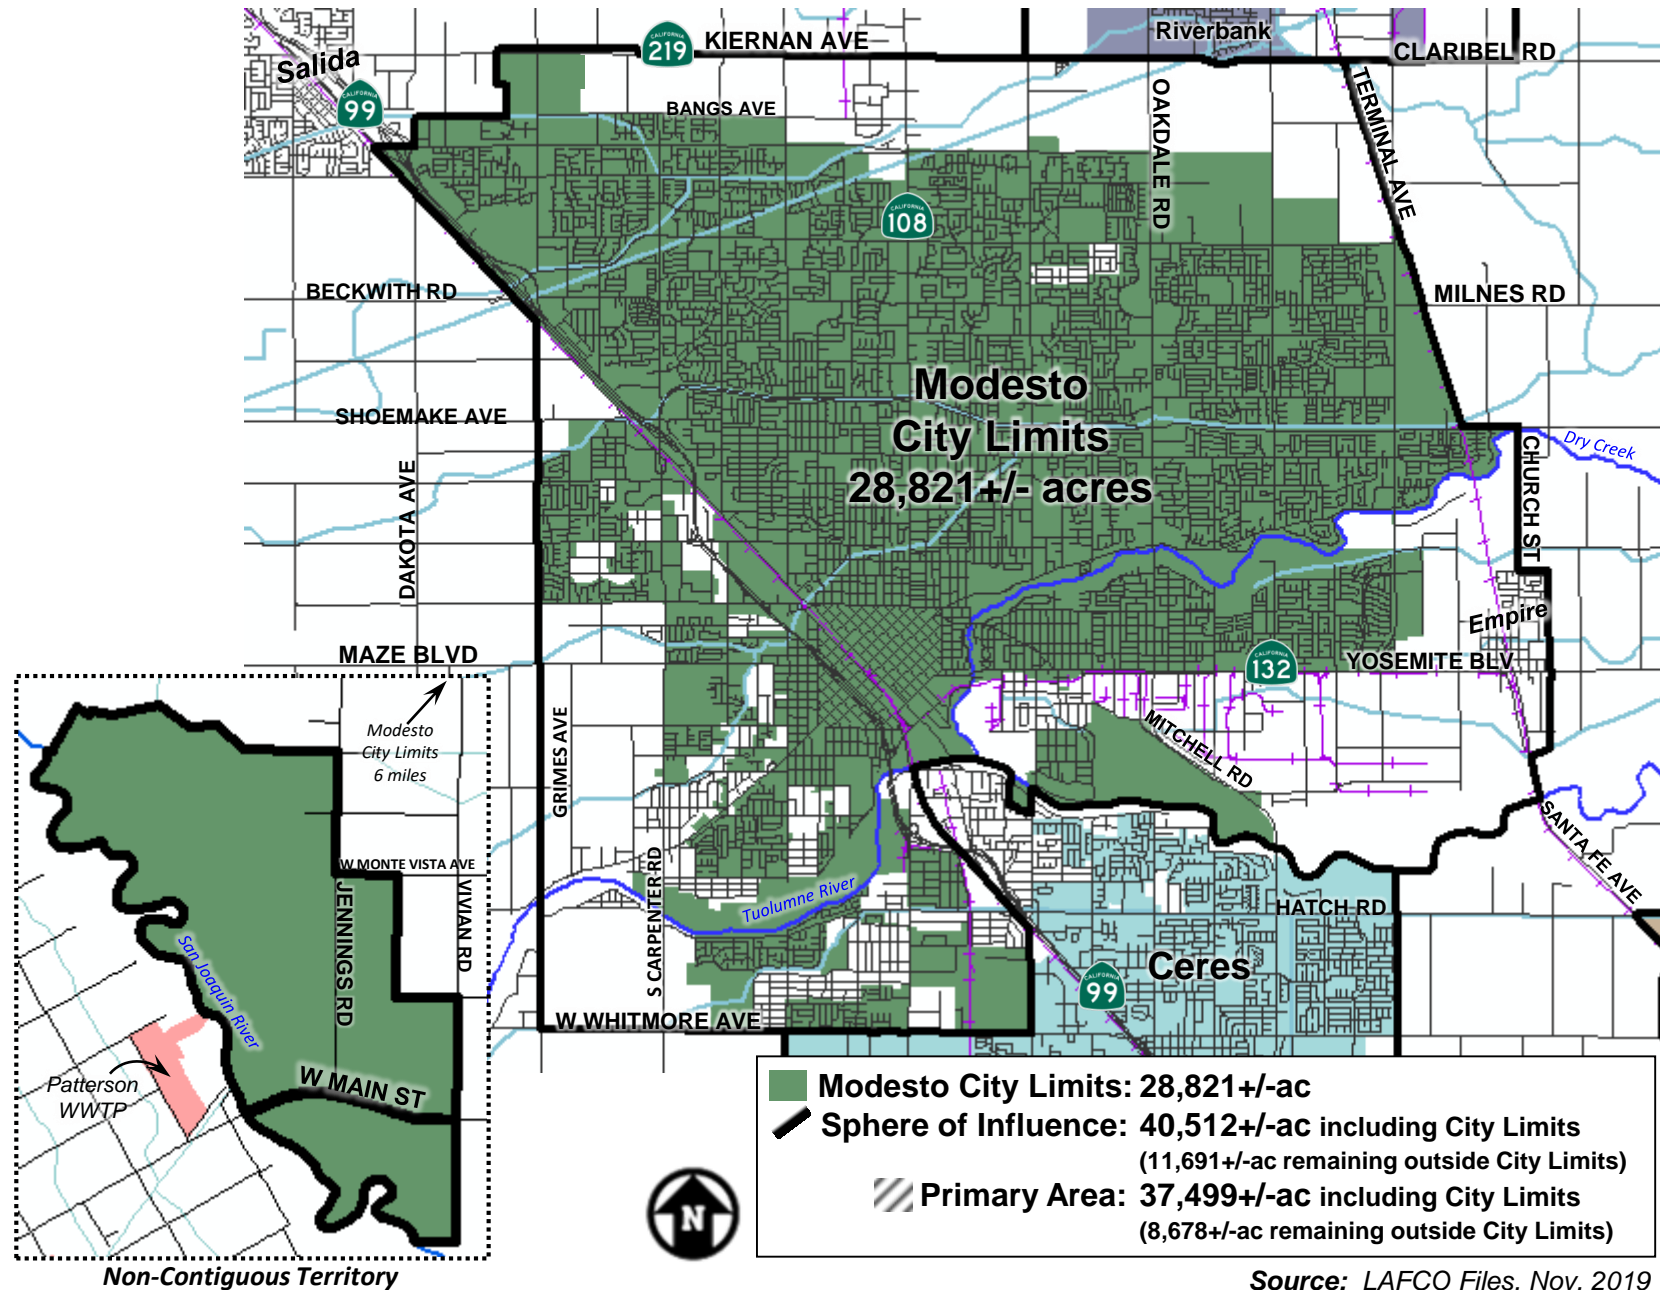 Salida
CALIFORNIA
99
CALIFORNIA
219
KIERNAN AVE
Riverbank
CLARIBEL RD
BANGS AVE
OAKDALE RD
TERMINAL AVE
CALIFORNIA
108
BECKWITH RD
MILNES RD
Modesto
City Limits
28,821+/- acres
SHOEMAKE AVE
DAKOTA AVE
CHURCH ST
Dry Creek
Empire
MAZE BLVD
CALIFORNIA
132
YOSEMITE BLV
MITCHELL RD
GRIMES AVE
S CARPENTER RD
Tuolumne River
SANTA FE AVE
HATCH RD
Ceres
CALIFORNIA
99
W WHITMORE AVE
Modesto
City Limits
6 miles
W MONTE VISTA AVE
JENNINGS RD
VIVIAN RD
San Joaquin River
W MAIN ST
Patterson
WWTP
Non-Contiguous Territory
N
Modesto City Limits: 28,821+/-ac
Sphere of Influence: 40,512+/-ac including City Limits
(11,691+/-ac remaining outside City Limits)
Primary Area: 37,499+/-ac including City Limits
(8,678+/-ac remaining outside City Limits)
Source: LAFCO Files, Nov. 2019